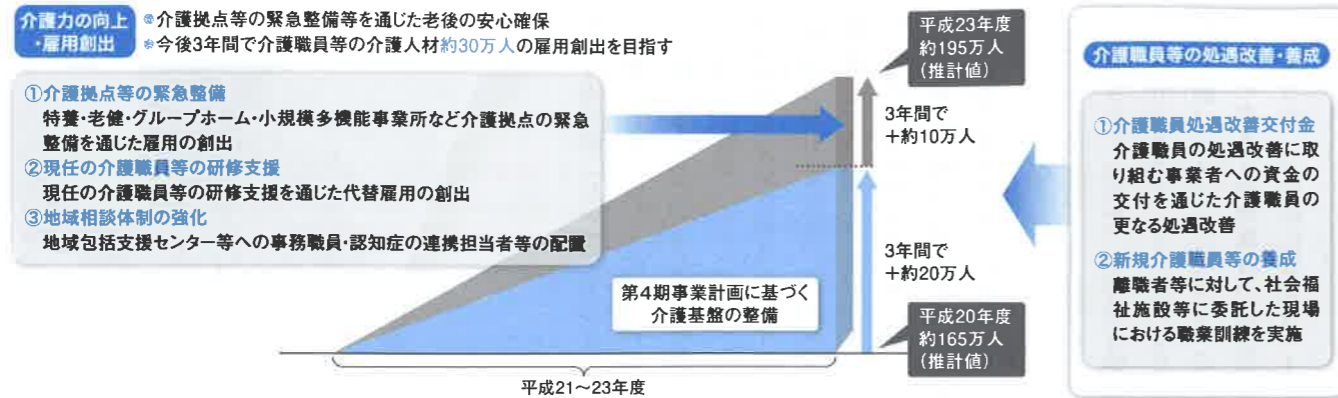 介護力の向上
・雇用創出
※介護拠点等の緊急整備等を通じた老後の安心確保
※今後3年間で介護職員等の介護人材約30万人の雇用創出を目指す
①介護拠点等の緊急整備
特養・老健・グループホーム・小規模多機能事業所など介護拠点の緊急
整備を通じた雇用の創出
②現任の介護職員等の研修支援
現任の介護職員等の研修支援を通じた代替雇用の創出
③地域相談体制の強化
地域包括支援センター等への事務職員・認知症の連携担当者等の配置
平成23年度
約195万人
（推計値）
3年間で
＋約10万人
3年間で
＋約20万人
第4期事業計画に基づく
介護基盤の整備
平成20年度
約165万人
（推計値）
平成21～23年度
介護職員等の処遇改善・養成
①介護職員処遇改善交付金
介護職員の処遇改善に取
り組む事業者への資金の
交付を通じた介護職員の
更なる処遇改善
②新規介護職員等の養成
離職者等に対して、社会福
祉施設等に委託した現場
における職業訓練を実施